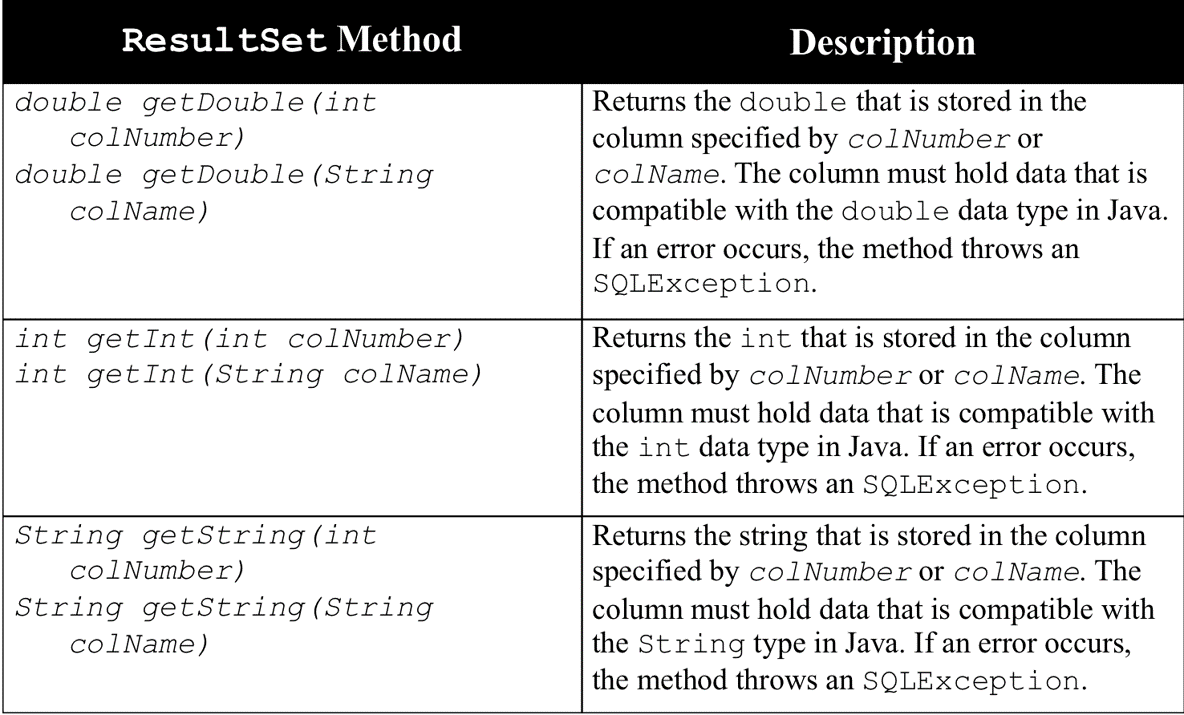 ResultSet Method
Description
double getDouble(int
colNumber)
double getDouble(String
colName)
Returns the double that is stored in the
column specified by colNumber or
colName. The column must hold data that is
compatible with the double data type in Java.
If an error occurs, the method throws an
SQLException.
int getInt(int colNumber)
int getInt(String colName)
Returns the int that is stored in the column
specified by colNumber or colName. The
column must hold data that is compatible with
the int data type in Java. If an error occurs,
the method throws an SQLException.
String getString(int
colNumber)
String getString(String
colName)
Returns the string that is stored in the column
specified by colNumber or colName. The
column must hold data that is compatible with
the String type in Java. If an error occurs,
the method throws an SQLException.